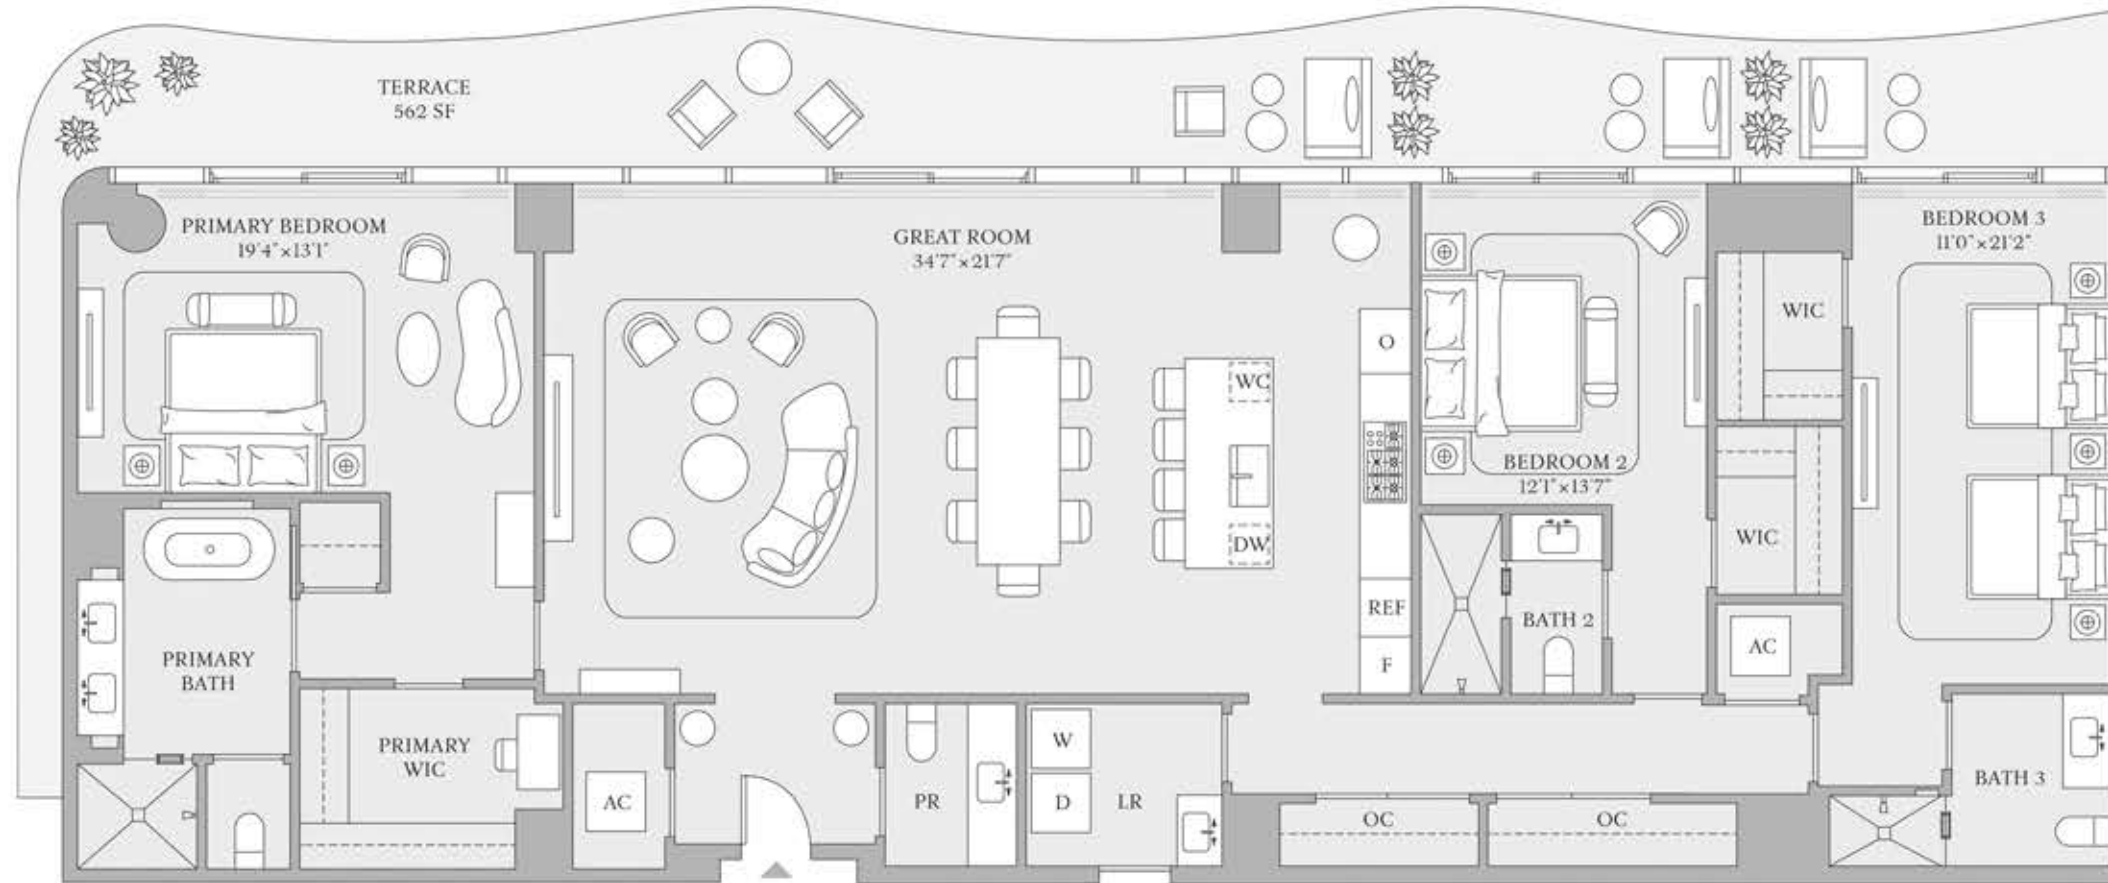 TERRACE
562 SF
PRIMARY BEDROOM
19'4"×13'1"
GREAT ROOM
34'7"×21'7"
BEDROOM 3
11'0"×21'2"
WIC
O
WC
BEDROOM 2
12'1"×13'7"
WIC
DW
REF
BATH 2
F
AC
PRIMARY
BATH
PRIMARY
WIC
AC
PR
W
D
LR
OC
OC
BATH 3